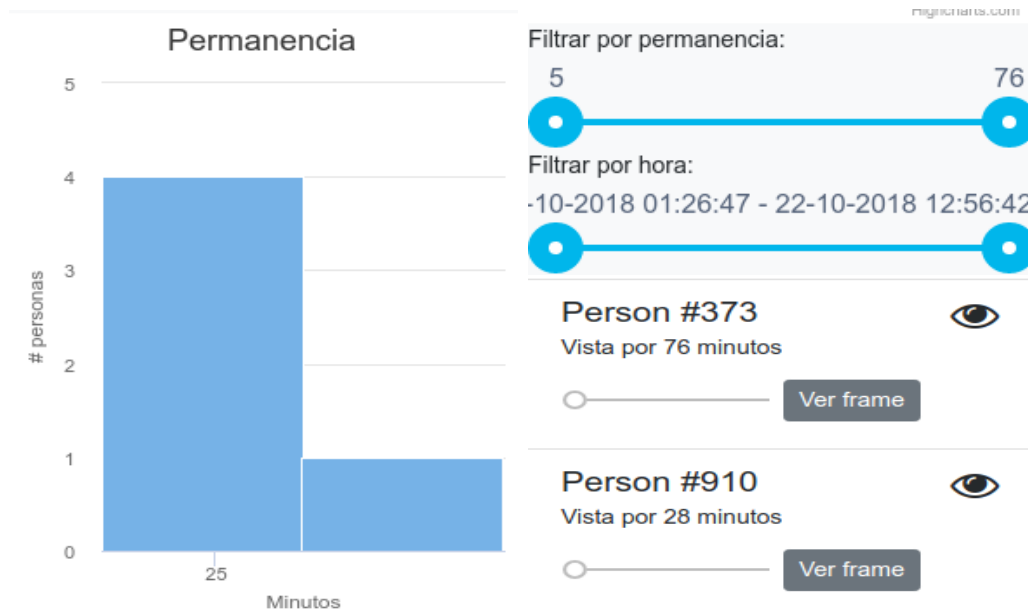 Permanencia
5
4
3
2
1
0
# personas
25
Minutos
Highcharts.com
Filtrar por permanencia:
5 76
Filtrar por hora:
-10-2018 01:26:47 - 22-10-2018 12:56:42
Person #373
Vista por 76 minutos
Ver frame
Person #910
Vista por 28 minutos
Ver frame